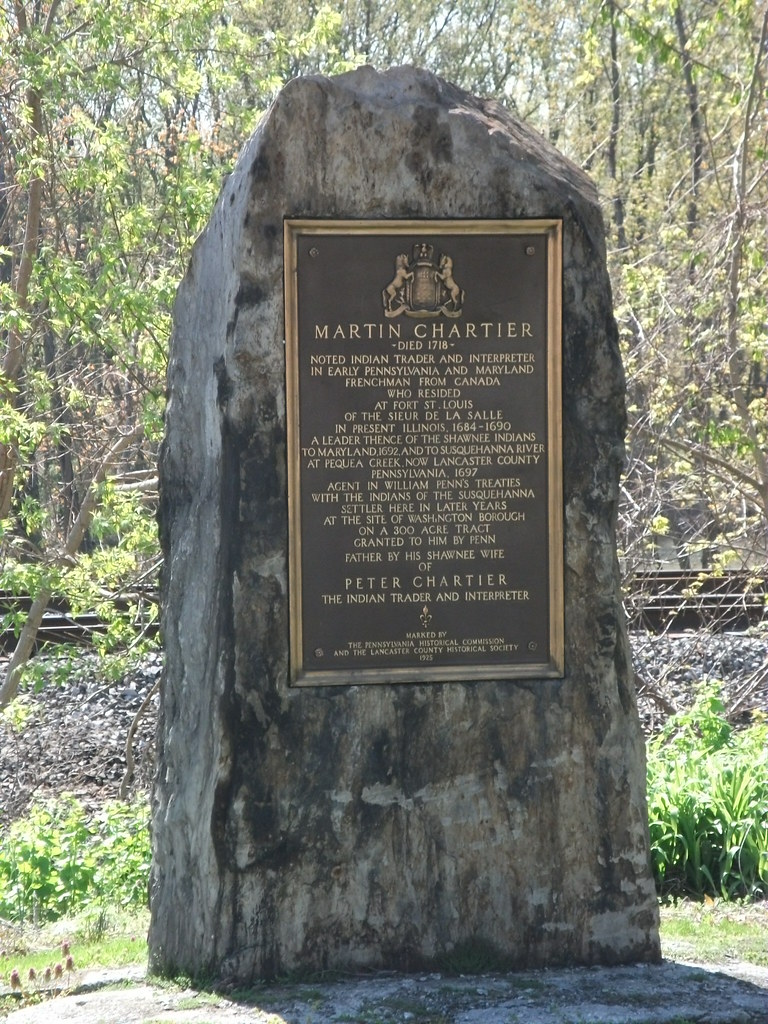 MARTIN CHARTIER
-DIED 1718-
NOTED INDIAN TRADER AND INTERPRETER
IN EARLY PENNSYLVANIA AND MARYLAND
FRENCHMAN FROM CANADA
WHO RESIDED
AT FORT ST. LOUIS
OF THE SIEUR DE LA SALLE
IN PRESENT ILLINOIS, 1684-1690
A LEADER THENCE OF THE SHAWNEE INDIANS
TO MARYLAND, 1692, AND TO SUSQUEHANNA RIVER
AT PEQUEA CREEK, NOW LANCASTER COUNTY
PENNSYLVANIA, 1697
AGENT IN WILLIAM PENN'S TREATIES
WITH THE INDIANS OF THE SUSQUEHANNA
SETTLER HERE IN LATER YEARS
AT THE SITE OF WASHINGTON BOROUGH
ON A 300 ACRE TRACT
GRANTED TO HIM BY PENN
FATHER BY HIS SHAWNEE WIFE
OF
PETER CHARTIER
THE INDIAN TRADER AND INTERPRETER
MARKED BY
THE PENNSYLVANIA HISTORICAL COMMISSION
AND THE LANCASTER COUNTY HISTORICAL SOCIETY
1925